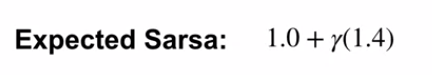 Expected Sarsa: 1.0 + γ(1.4)